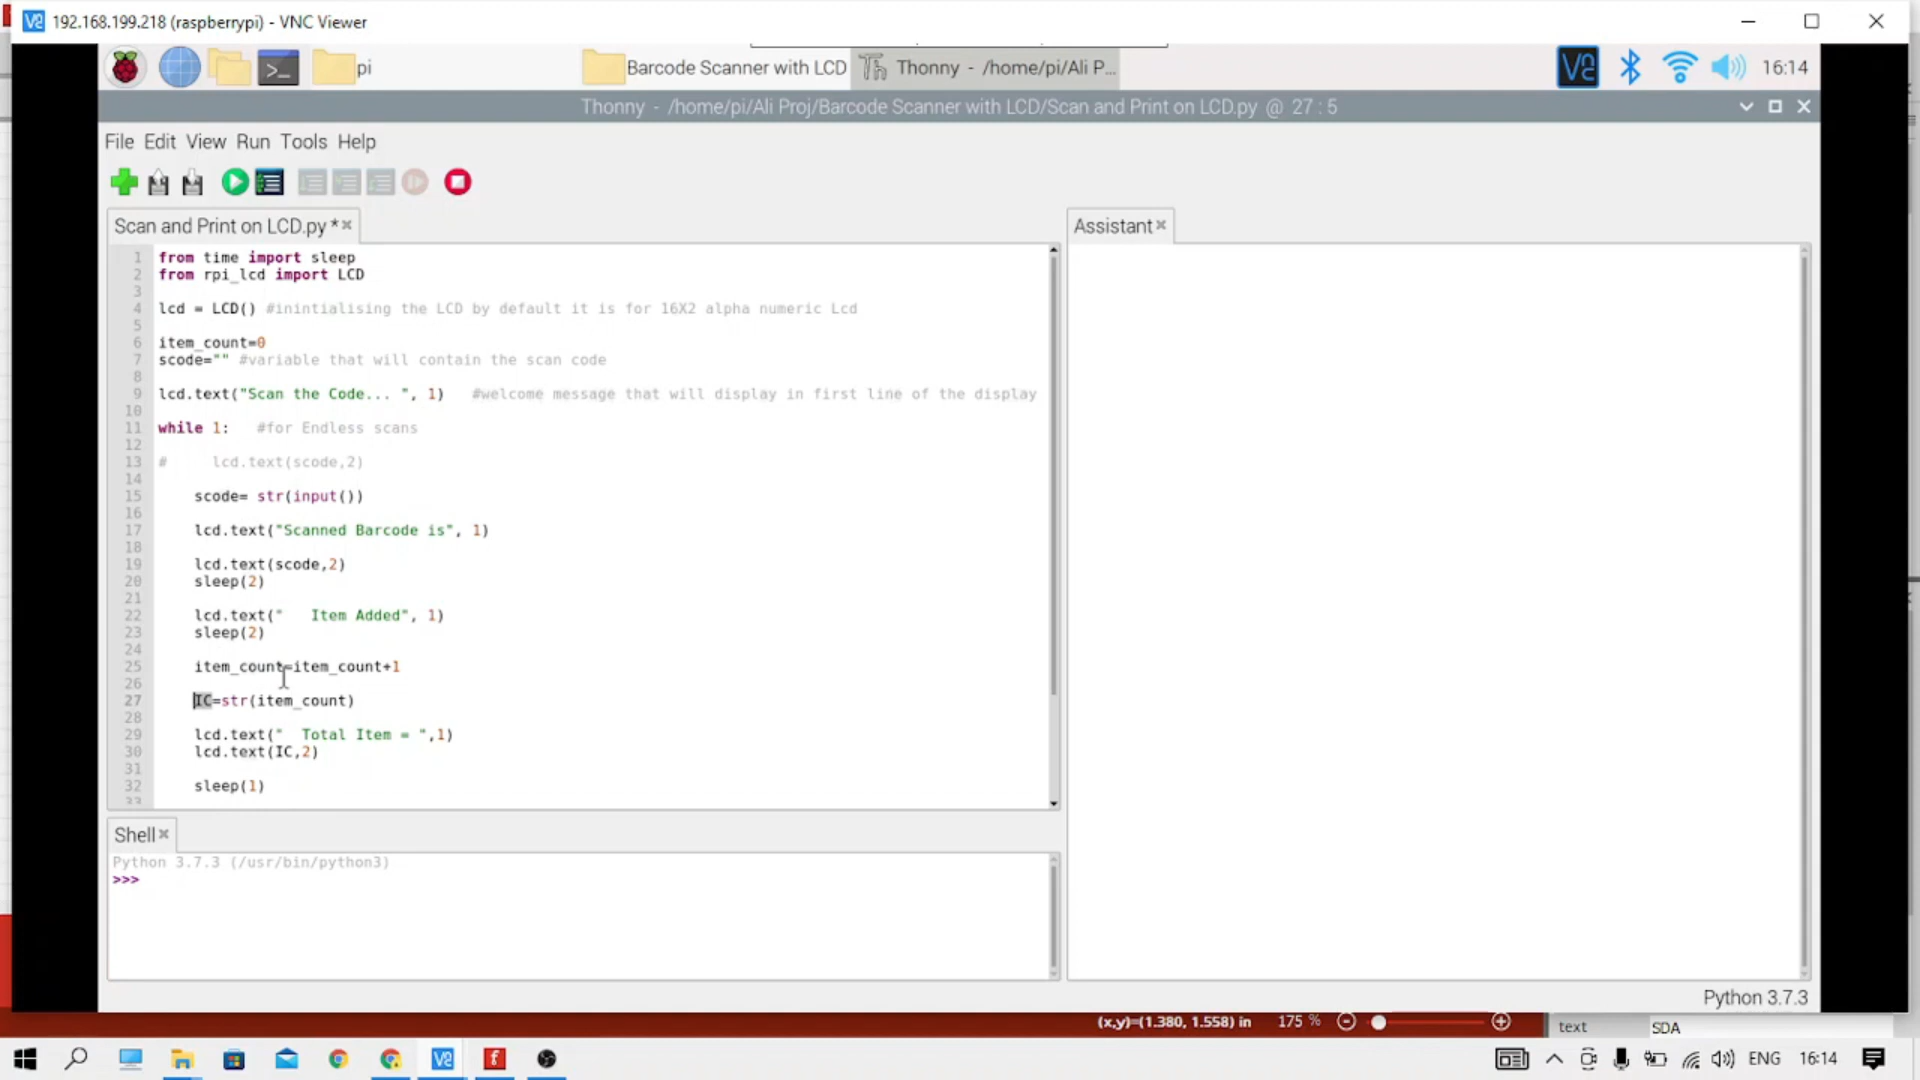 192.168.199.218 (raspberrypi) - VNC Viewer
pi
Barcode Scanner with LCD
Thonny - /home/pi/Ali P...
16:14
Thonny - /home/pi/Ali Proj/Barcode Scanner with LCD/Scan and Print on LCD.py @ 27 : 5
File Edit View Run Tools Help
Scan and Print on LCD.py *
Assistant
1 from time import sleep
2 from rpi_lcd import LCD
3
4 lcd = LCD() #inintialising the LCD by default it is for 16X2 alpha numeric Lcd
5
6 item_count=0
7 scode="" #variable that will contain the scan code
8
9 lcd.text("Scan the Code... ", 1)   #welcome message that will display in first line of the display
10
11 while 1:   #for Endless scans
12
13 #     lcd.text(scode,2)
14
15     scode= str(input())
16
17     lcd.text("Scanned Barcode is", 1)
18
19     lcd.text(scode,2)
20     sleep(2)
21
22     lcd.text("   Item Added", 1)
23     sleep(2)
24
25     item_count=item_count+1
26
27     IC=str(item_count)
28
29     lcd.text("  Total Item = ",1)
30     lcd.text(IC,2)
31
32     sleep(1)
33
Shell
Python 3.7.3 (/usr/bin/python3)
>>>
Python 3.7.3
(x,y)=(1.380, 1.558) in 175 %
text SDA
ENG 16:14